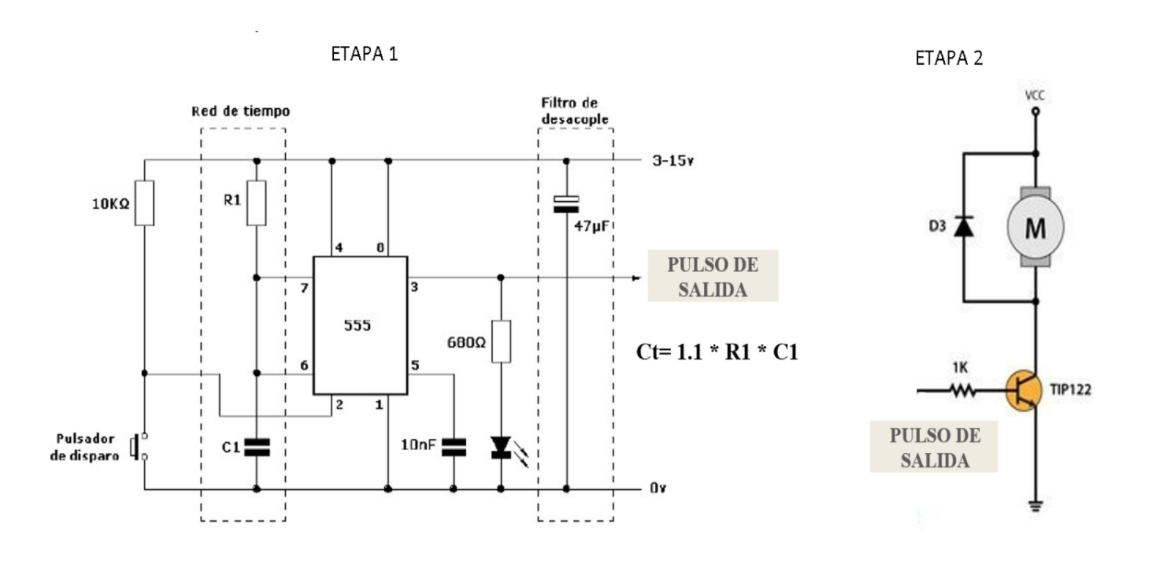 ETAPA 1
Red de tiempo
Filtro de
desacople
3-15v
10KΩ
R1
47µF
4
8
7
3
555
PULSO DE
SALIDA
680Ω
Ct= 1.1 * R1 * C1
6
5
2
1
Pulsador
de disparo
C1
10nF
0v
ETAPA 2
VCC
D3
M
1K
TIP122
PULSO DE
SALIDA